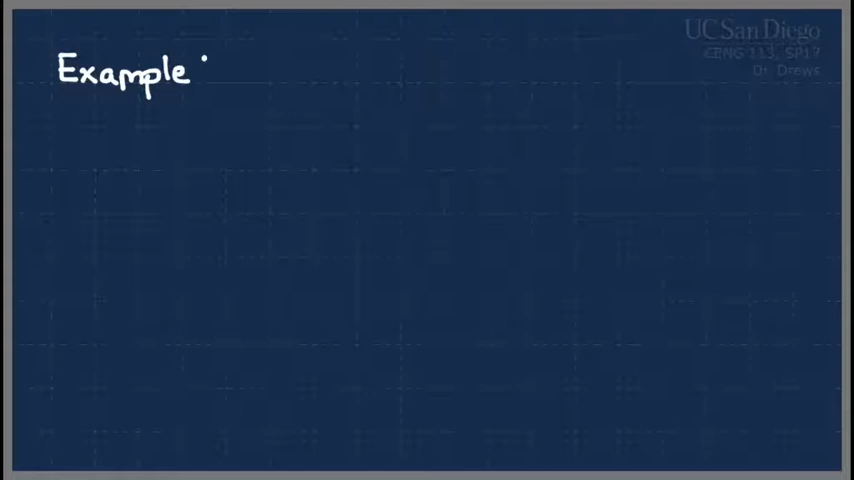 UC San Diego
CENG 113, SP17
Dr. Drews
Example